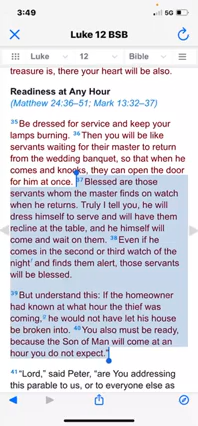 3:49
5G
Luke 12 BSB
Luke 12 Bible
treasure is, there your heart will be also.
Readiness at Any Hour
(Matthew 24:36–51; Mark 13:32–37)
35 Be dressed for service and keep your
lamps burning. 36 Then you will be like
servants waiting for their master to return
from the wedding banquet, so that when he
comes and knocks, they can open the door
for him at once. 37 Blessed are those
servants whom the master finds on watch
when he returns. Truly I tell you, he will
dress himself to serve and will have them
recline at the table, and he himself will
come and wait on them. 38 Even if he
comes in the second or third watch of the
night and finds them alert, those servants
will be blessed.
39 But understand this: If the homeowner
had known at what hour the thief was
coming, he would not have let his house
be broken into. 40 You also must be ready,
because the Son of Man will come at an
hour you do not expect.”
41 “Lord,” said Peter, “are You addressing
this parable to us, or to everyone else as